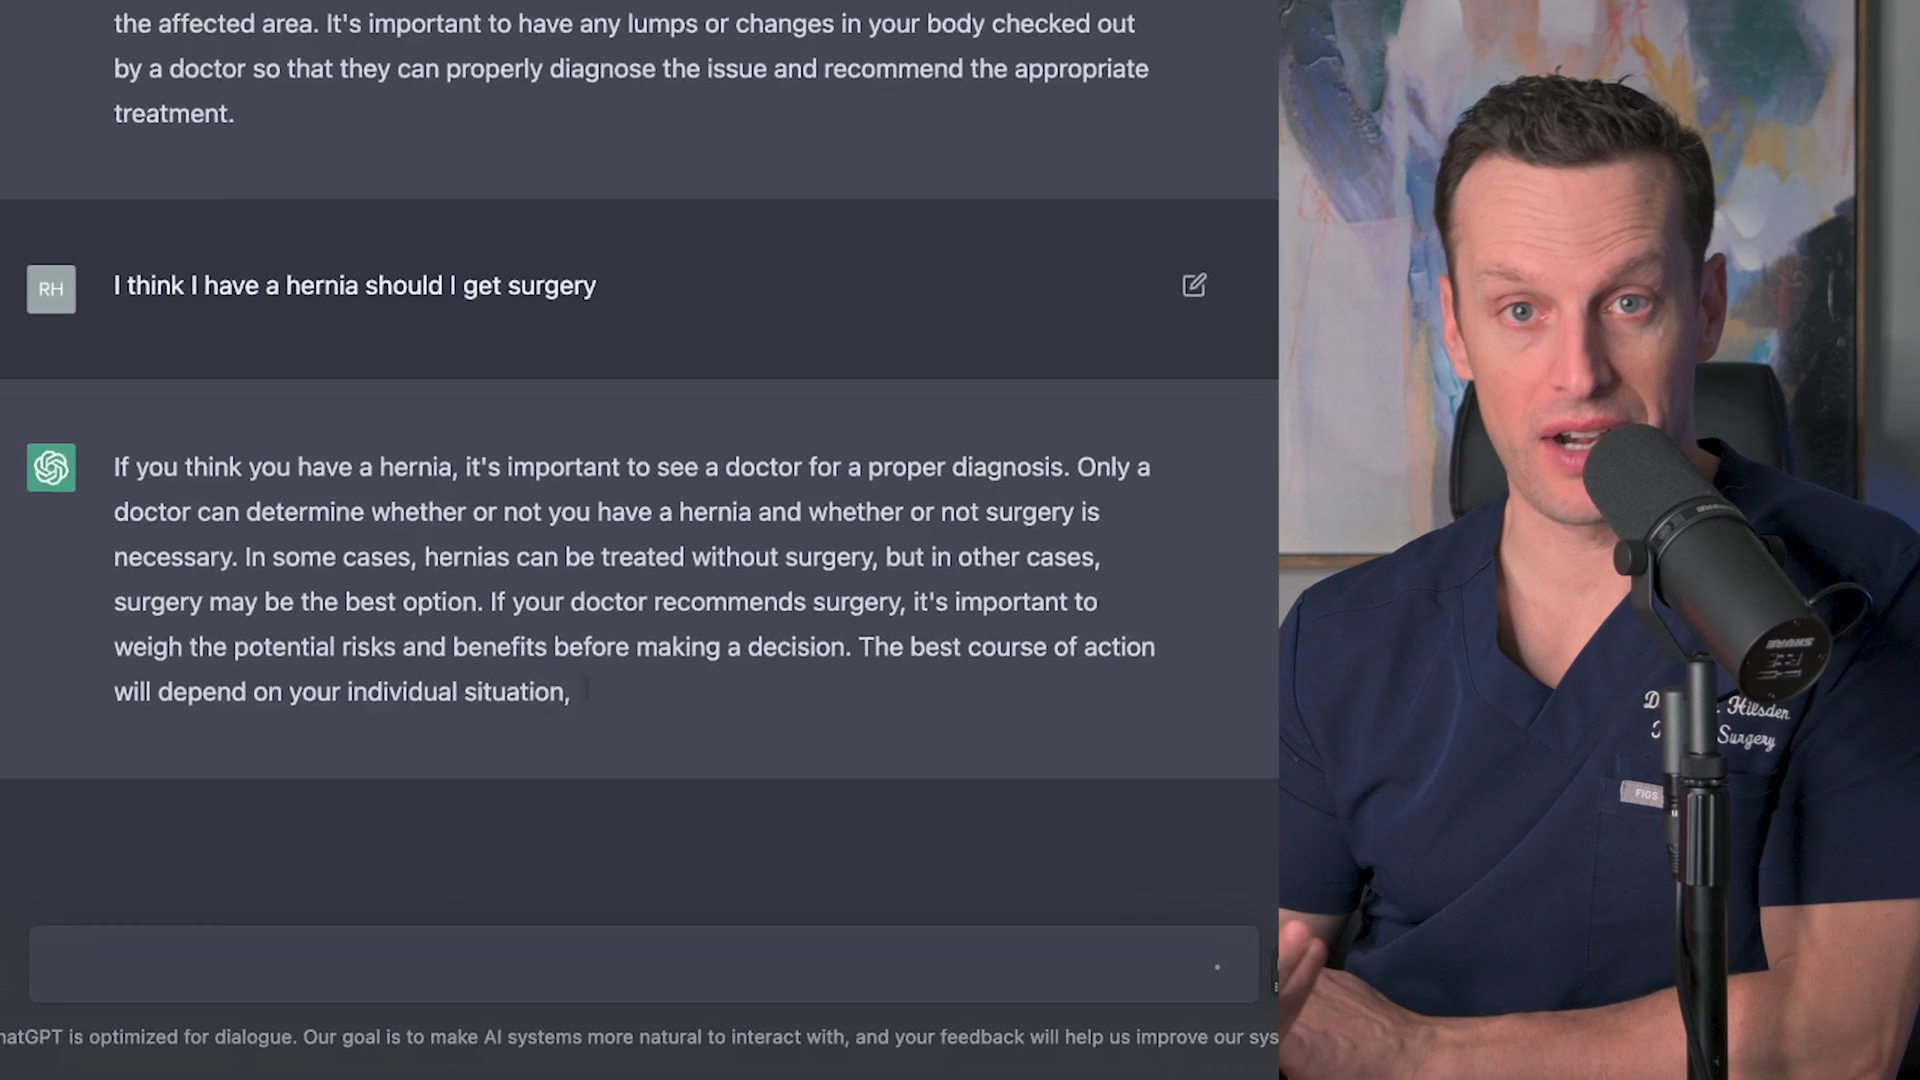 the affected area. It's important to have any lumps or changes in your body checked out
by a doctor so that they can properly diagnose the issue and recommend the appropriate
treatment.
RH
I think I have a hernia should I get surgery
If you think you have a hernia, it's important to see a doctor for a proper diagnosis. Only a
doctor can determine whether or not you have a hernia and whether or not surgery is
necessary. In some cases, hernias can be treated without surgery, but in other cases,
surgery may be the best option. If your doctor recommends surgery, it's important to
weigh the potential risks and benefits before making a decision. The best course of action
will depend on your individual situation,
hatGPT is optimized for dialogue. Our goal is to make AI systems more natural to interact with, and your feedback will help us improve our sys
SHURE
Hilsden
Surgery
FIGS